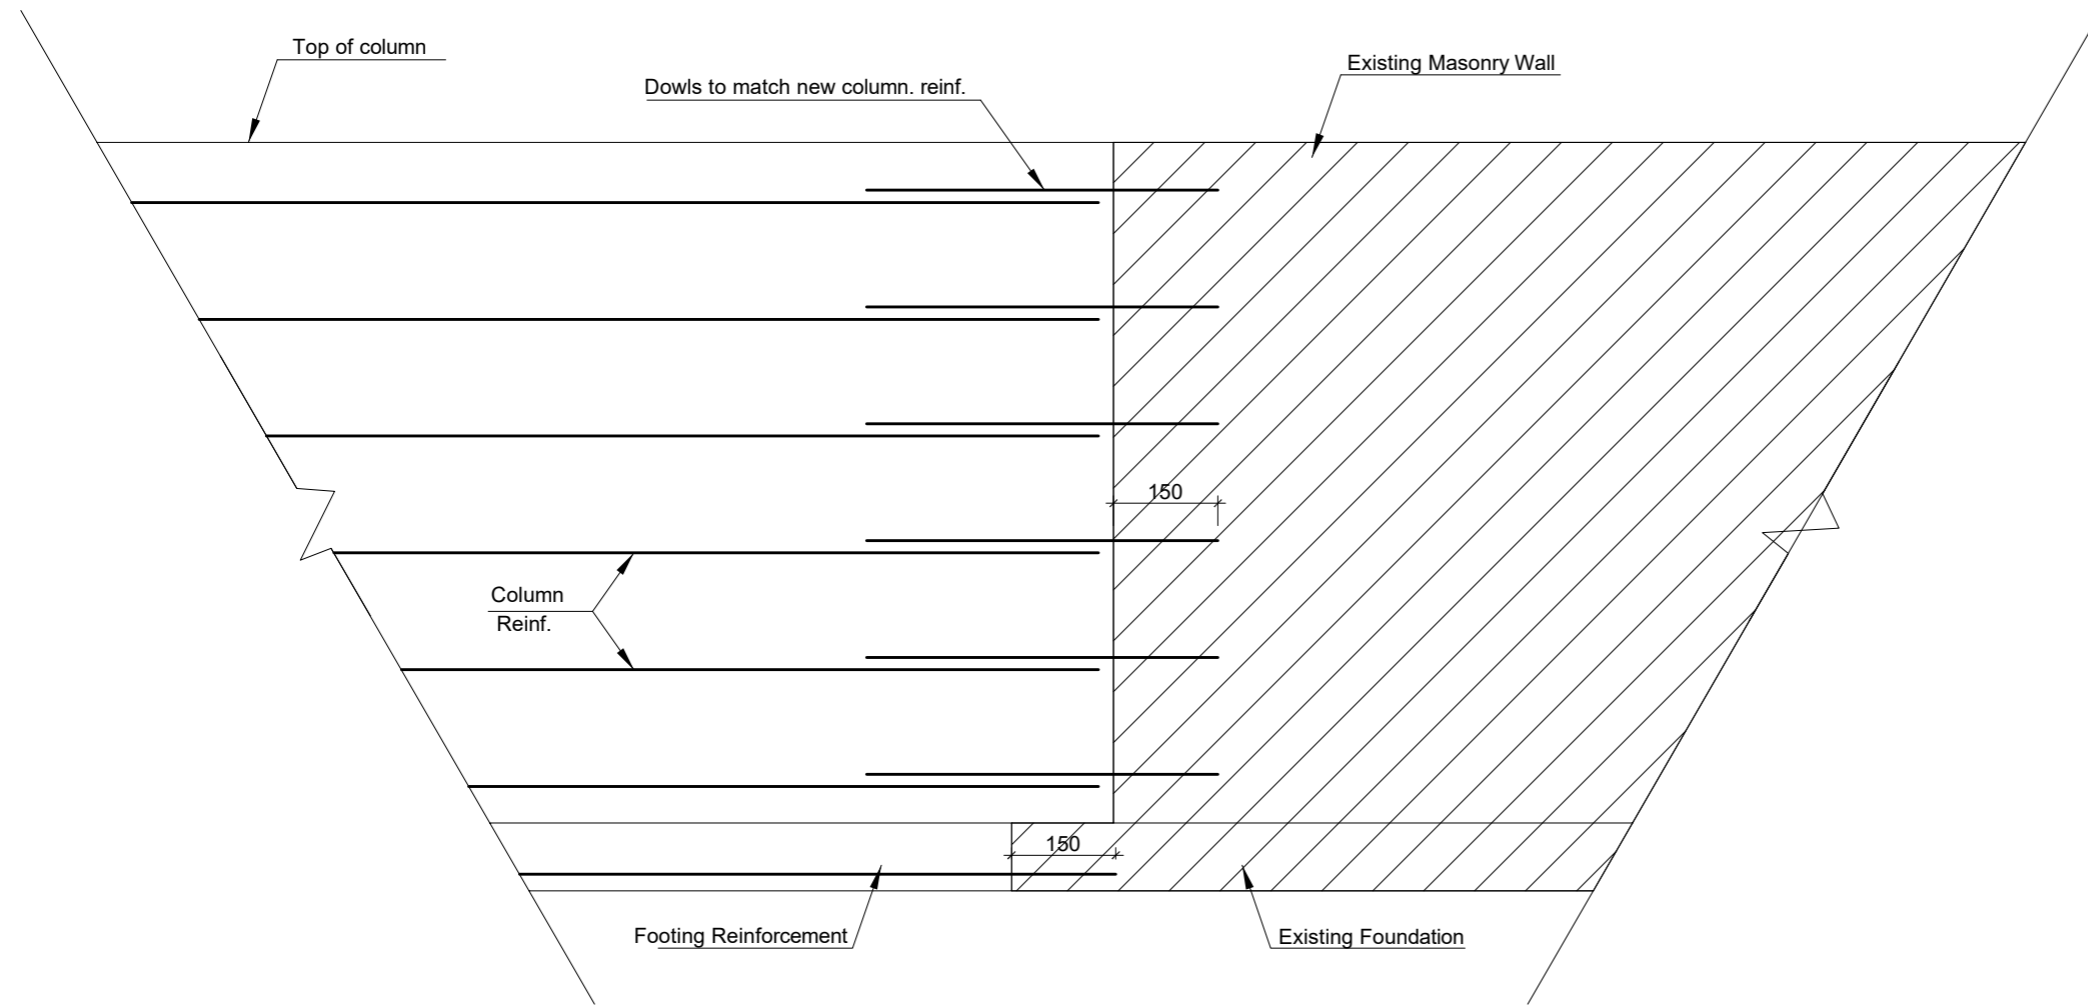 Top of column
Existing Masonry Wall
Dowls to match new column. reinf.
150
Column
Reinf.
150
Footing Reinforcement
Existing Foundation